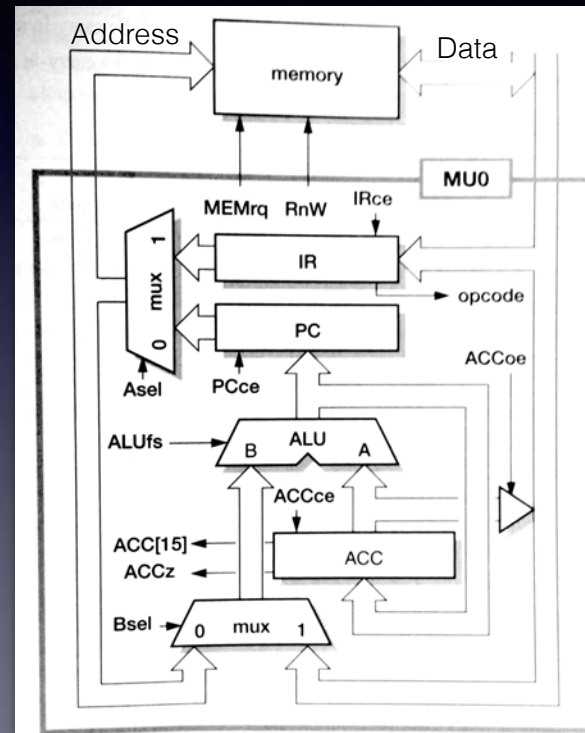 Address
Data
memory
MU0
MEMrq RnW
IRce
IR
mux 1
0
opcode
PC
ACCoe
Asel
PCce
ALUfs
B ALU A
ACCce
ACC[15]
ACC
ACCz
Bsel
0 mux 1